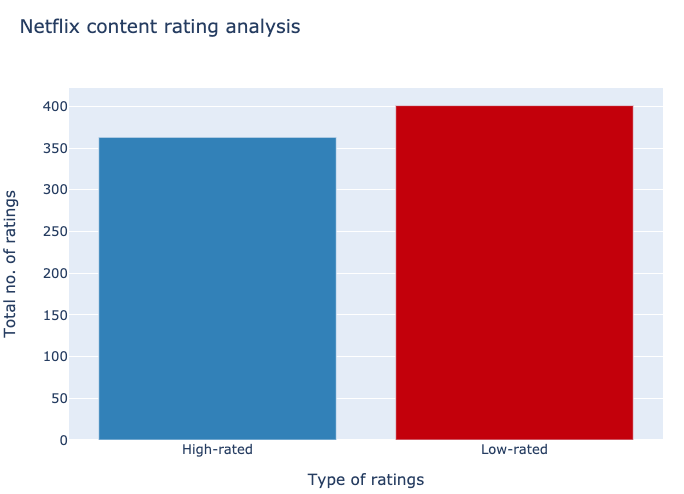 Netflix content rating analysis
Total no. of ratings
400
350
300
250
200
150
100
50
0
High-rated
Low-rated
Type of ratings